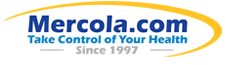 Mercola.com
Take Control of Your Health
Since 1997